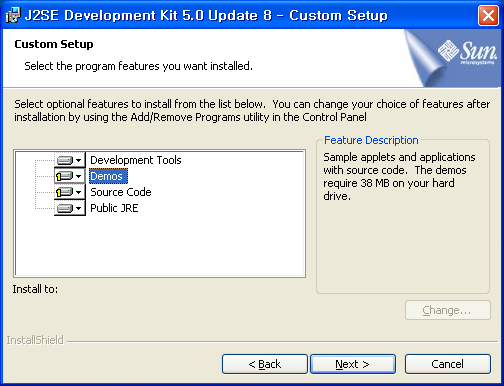 J2SE Development Kit 5.0 Update 8 - Custom Setup
Custom Setup
Select the program features you want installed.
Sun
microsystems
Select optional features to install from the list below. You can change your choice of features after
installation by using the Add/Remove Programs utility in the Control Panel
Feature Description
Development Tools
Demos
Source Code
Public JRE
Sample applets and applications
with source code. The demos
require 38 MB on your hard
drive.
Install to:
Change...
InstallShield
< Back
Next >
Cancel